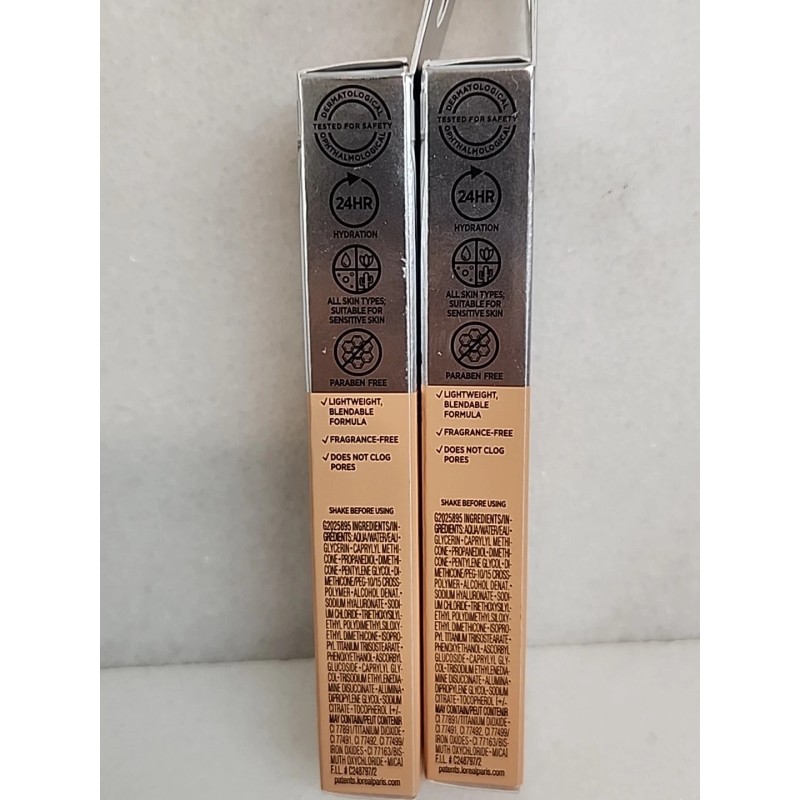 DERMATOLOGICAL
TESTED FOR SAFETY
OPHTHALMOLOGICAL
24HR
HYDRATION
ALL SKIN TYPES;
SUITABLE FOR
SENSITIVE SKIN
PARABEN FREE
✓ LIGHTWEIGHT,
BLENDABLE
FORMULA
✓ FRAGRANCE-FREE
✓ DOES NOT CLOG
PORES
SHAKE BEFORE USING
G2025895 INGREDIENTS/IN-
GRÉDIENTS: AQUA/WATER/EAU•
GLYCERIN•CAPRYLYL METHI-
CONE•PROPANEDIOL•DIMETHI-
CONE•PENTYLENE GLYCOL•DI-
METHICONE/PEG-10/15 CROSS-
POLYMER•ALCOHOL DENAT.•
SODIUM HYALURONATE•SODI-
UM CHLORIDE•TRIETHOXYSILYL-
ETHYL POLYDIMETHYLSILOXY-
ETHYL DIMETHICONE•ISOPRO-
PYL TITANIUM TRIISOSTEARATE•
PHENOXYETHANOL•ASCORBYL
GLUCOSIDE•CAPRYLYL GLY-
COL•TRISODIUM ETHYLENEDIA-
MINE DISUCCINATE•ALUMINA•
DIPROPYLENE GLYCOL•SODIUM
CITRATE•TOCOPHEROL [+/-
MAY CONTAIN/PEUT CONTENIR
CI 77891/TITANIUM DIOXIDE•
CI 77491, CI 77492, CI 77499/
IRON OXIDES•CI 77163/BIS-
MUTH OXYCHLORIDE•MICA]
F.I.L. # C248797/2
patents.lorealparis.com
DERMATOLOGICAL
TESTED FOR SAFETY
OPHTHALMOLOGICAL
24HR
HYDRATION
ALL SKIN TYPES;
SUITABLE FOR
SENSITIVE SKIN
PARABEN FREE
✓ LIGHTWEIGHT,
BLENDABLE
FORMULA
✓ FRAGRANCE-FREE
✓ DOES NOT CLOG
PORES
SHAKE BEFORE USING
G2025895 INGREDIENTS/IN-
GRÉDIENTS: AQUA/WATER/EAU•
GLYCERIN•CAPRYLYL METHI-
CONE•PROPANEDIOL•DIMETHI-
CONE•PENTYLENE GLYCOL•DI-
METHICONE/PEG-10/15 CROSS-
POLYMER•ALCOHOL DENAT.•
SODIUM HYALURONATE•SODI-
UM CHLORIDE•TRIETHOXYSILYL-
ETHYL POLYDIMETHYLSILOXY-
ETHYL DIMETHICONE•ISOPRO-
PYL TITANIUM TRIISOSTEARATE•
PHENOXYETHANOL•ASCORBYL
GLUCOSIDE•CAPRYLYL GLY-
COL•TRISODIUM ETHYLENEDIA-
MINE DISUCCINATE•ALUMINA•
DIPROPYLENE GLYCOL•SODIUM
CITRATE•TOCOPHEROL [+/-
MAY CONTAIN/PEUT CONTENIR
CI 77891/TITANIUM DIOXIDE•
CI 77491, CI 77492, CI 77499/
IRON OXIDES•CI 77163/BIS-
MUTH OXYCHLORIDE•MICA]
F.I.L. # C248797/2
patents.lorealparis.com